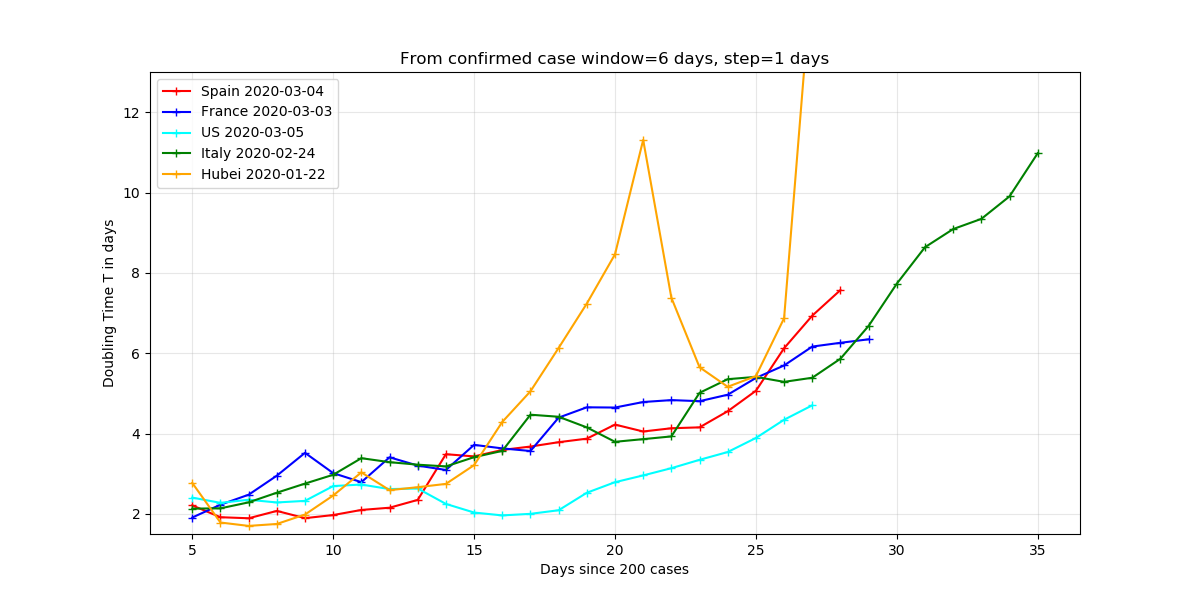 From confirmed case window=6 days, step=1 days
Spain 2020-03-04
France 2020-03-03
US 2020-03-05
Italy 2020-02-24
Hubei 2020-01-22
Doubling Time T in days
12
10
8
6
4
2
5 10 15 20 25 30 35
Days since 200 cases